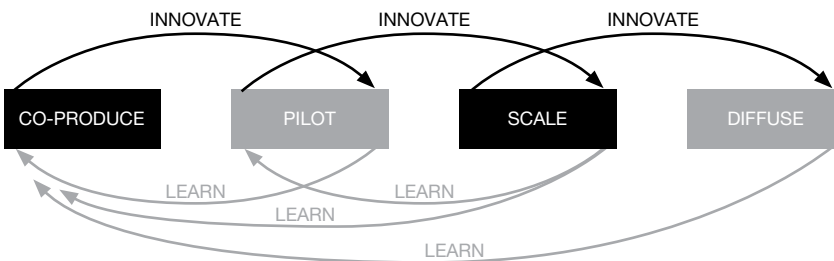 INNOVATE INNOVATE INNOVATE
CO-PRODUCE PILOT SCALE DIFFUSE
LEARN LEARN
LEARN
LEARN